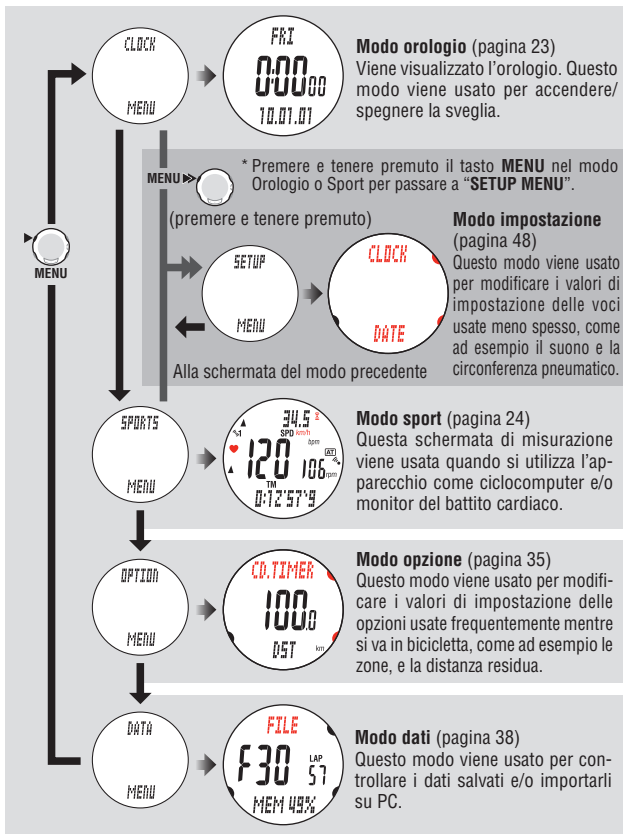 CLOCK
MENU
FRI
0:00 00
10.01.01
Modo orologio (pagina 23)
Viene visualizzato l'orologio. Questo
modo viene usato per accendere/
spegnere la sveglia.
MENU
* Premere e tenere premuto il tasto MENU nel modo
Orologio o Sport per passare a “SETUP MENU”.
(premere e tenere premuto)
MENU
SETUP
MENU
CLOCK
DATE
Modo impostazione
(pagina 48)
Questo modo viene usato
per modificare i valori di
impostazione delle voci
usate meno spesso, come
ad esempio il suono e la
circonferenza pneumatico.
Alla schermata del modo precedente
SPORTS
MENU
34.5
SPD km/h
1
bpm
AT
120
106 rpm
TM
0:12'57"9
Modo sport (pagina 24)
Questa schermata di misurazione
viene usata quando si utilizza l'ap-
parecchio come ciclocomputer e/o
monitor del battito cardiaco.
OPTION
MENU
CD.TIMER
100.0
DST km
Modo opzione (pagina 35)
Questo modo viene usato per modifi-
care i valori di impostazione delle
opzioni usate frequentemente mentre
si va in bicicletta, come ad esempio le
zone, e la distanza residua.
DATA
MENU
FILE
LAP
F30 57
MEM 49%
Modo dati (pagina 38)
Questo modo viene usato per con-
trollare i dati salvati e/o importarli
su PC.